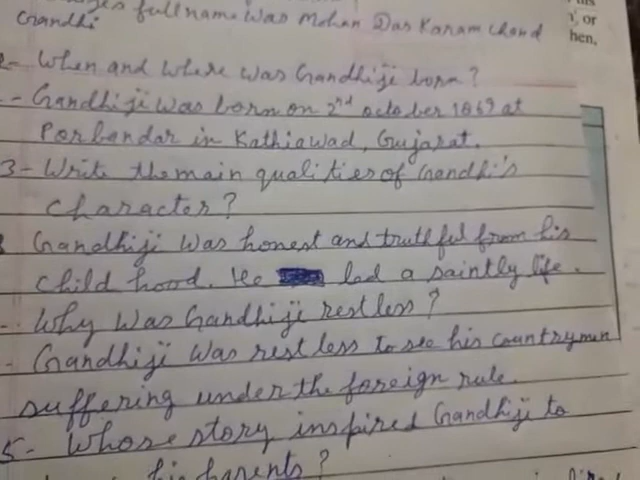 full name was Mohan Das Karam chand
Gandhi
or
hen,
2- When and where was Gandhiji born?
- Gandhiji was born on 2nd october 1869 at
Porbandar in Kathiawad, Gujarat.
3- Write the main qualities of Gandhi's
character?
Gandhiji was honest and truthful from his
child hood. He led a saintly life.
- Why was Gandhiji restless?
- Gandhiji was restless to see his countrymen
suffering under the foreign rule.
5- Whose story inspired Gandhiji to
his parents?